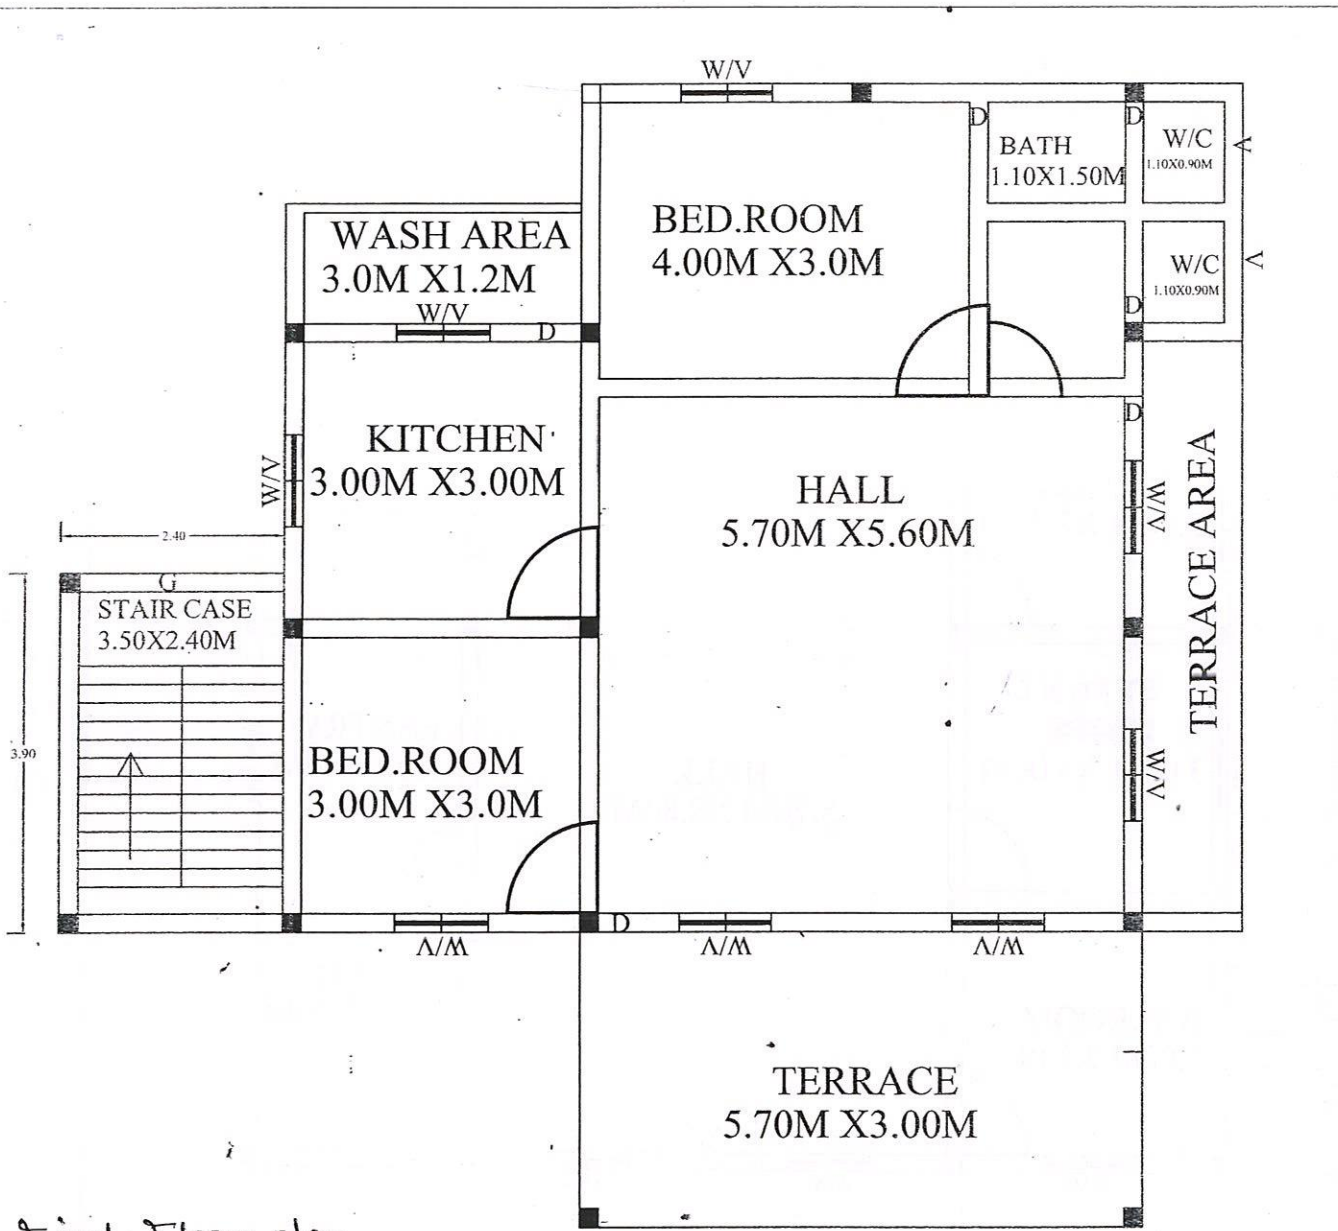 W/V
D
BATH
1.10X1.50M
D
W/C
1.10X0.90M
V
BED.ROOM
4.00M X3.0M
WASH AREA
3.0M X1.2M
W/V
D
W/C
1.10X0.90M
V
D
KITCHEN
3.00M X3.00M
W/V
HALL
5.70M X5.60M
D
W/V
TERRACE AREA
2.40
G
STAIR CASE
3.50X2.40M
3.90
BED.ROOM
3.00M X3.0M
W/V
D
W/V
W/V
W/V
TERRACE
5.70M X3.00M